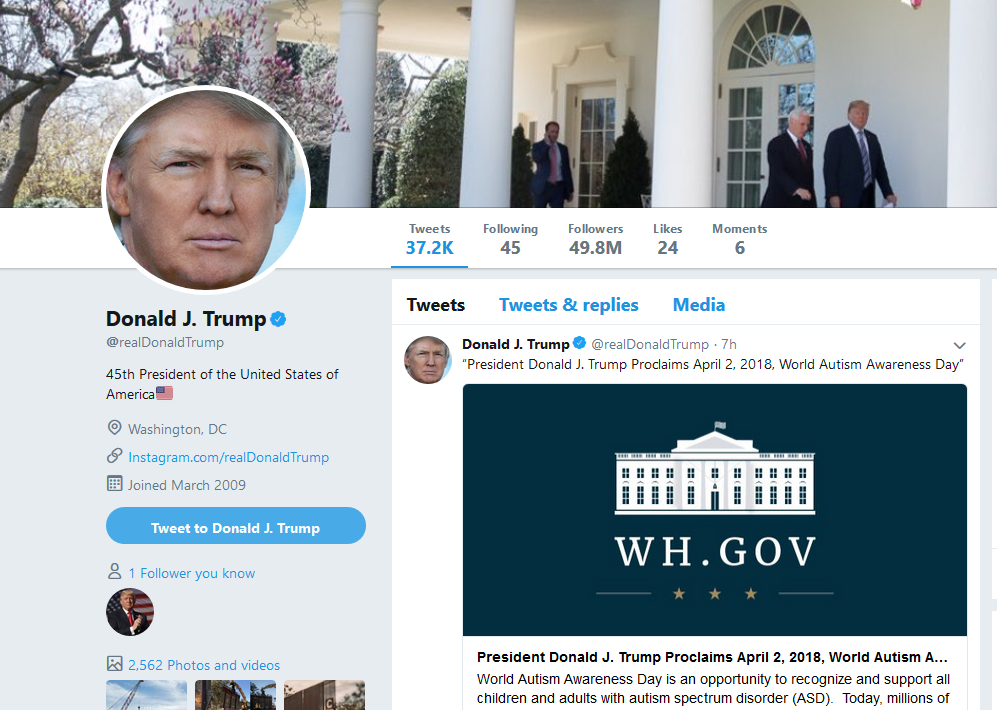 Tweets
37.2K
Following
45
Followers
49.8M
Likes
24
Moments
6
Donald J. Trump
@realDonaldTrump
45th President of the United States of
America
Washington, DC
Instagram.com/realDonaldTrump
Joined March 2009
Tweet to Donald J. Trump
1 Follower you know
2,562 Photos and videos
Tweets Tweets & replies Media
Donald J. Trump @realDonaldTrump · 7h
“President Donald J. Trump Proclaims April 2, 2018, World Autism Awareness Day”
WH.GOV
President Donald J. Trump Proclaims April 2, 2018, World Autism A...
World Autism Awareness Day is an opportunity to recognize and support all
children and adults with autism spectrum disorder (ASD). Today, millions of